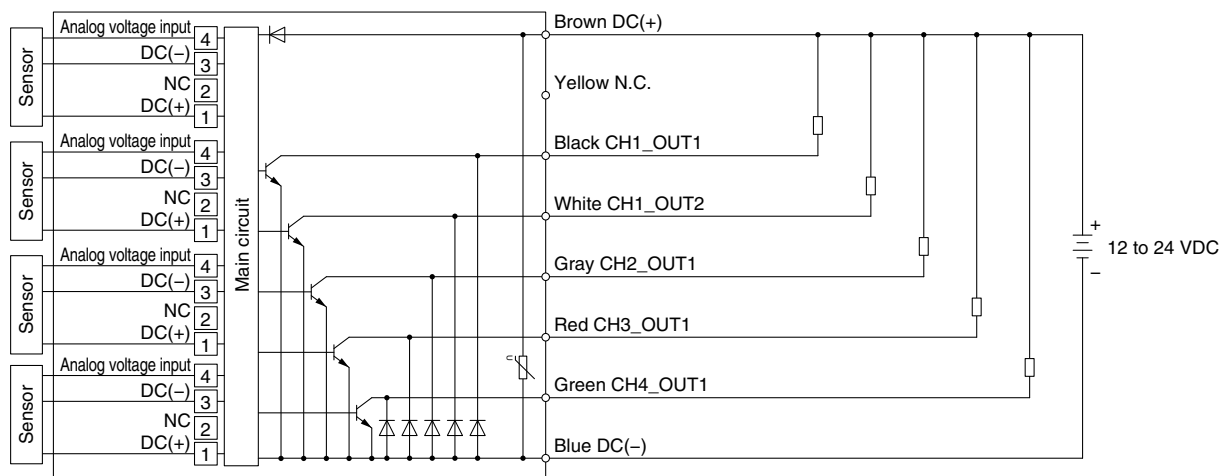 Sensor
Analog voltage input 4
DC(−) 3
NC 2
DC(+) 1
Sensor
Analog voltage input 4
DC(−) 3
NC 2
DC(+) 1
Sensor
Analog voltage input 4
DC(−) 3
NC 2
DC(+) 1
Sensor
Analog voltage input 4
DC(−) 3
NC 2
DC(+) 1
Main circuit
Brown DC(+)
Yellow N.C.
Black CH1_OUT1
White CH1_OUT2
Gray CH2_OUT1
Red CH3_OUT1
Green CH4_OUT1
Blue DC(−)
+
12 to 24 VDC
−